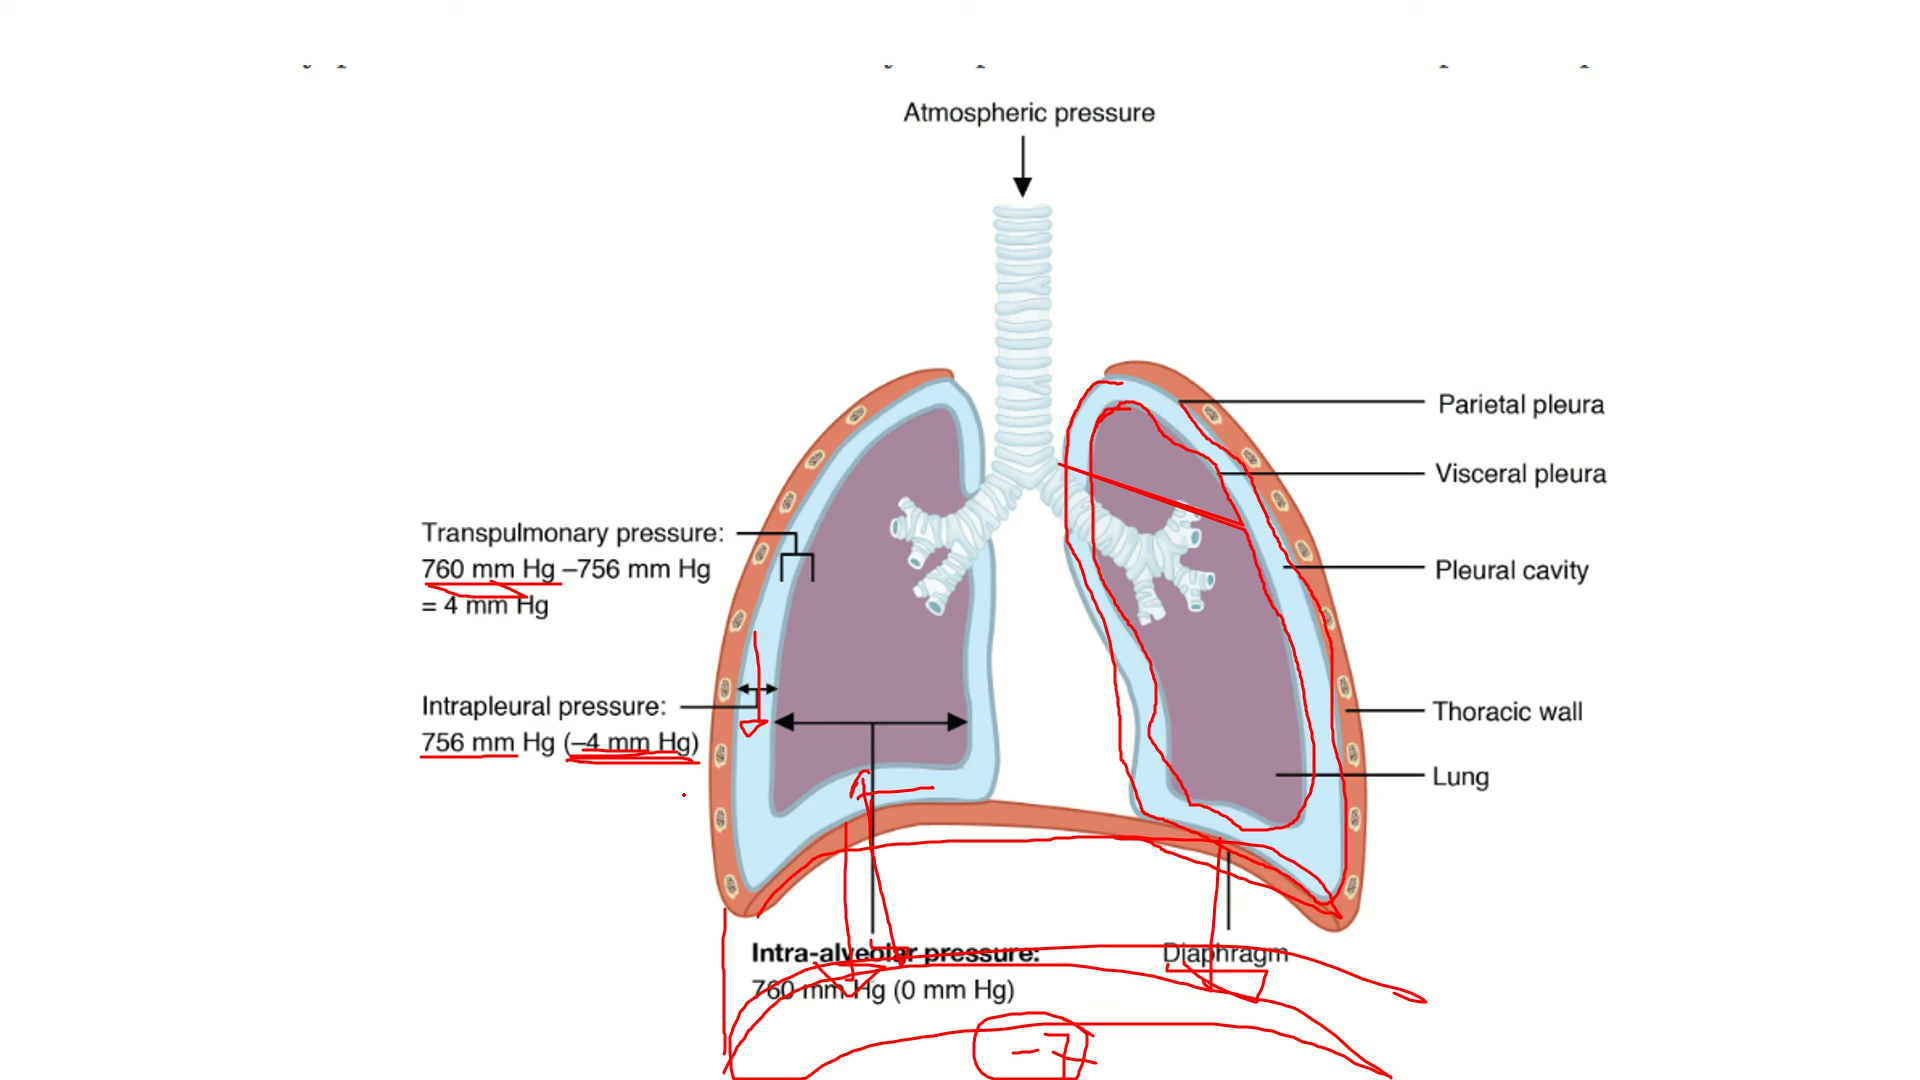 Atmospheric pressure
Parietal pleura
Visceral pleura
Transpulmonary pressure:
760 mm Hg –756 mm Hg
= 4 mm Hg
Pleural cavity
Intrapleural pressure:
756 mm Hg (–4 mm Hg)
Thoracic wall
Lung
Intra-alveolar pressure:
760 mm Hg (0 mm Hg)
Diaphragm
-7